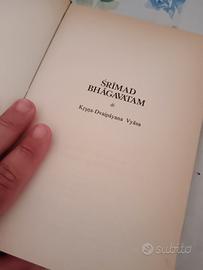 ŚRĪMAD
BHĀGAVATAM
di
Kṛṣṇa-Dvaipāyana Vyāsa
subito